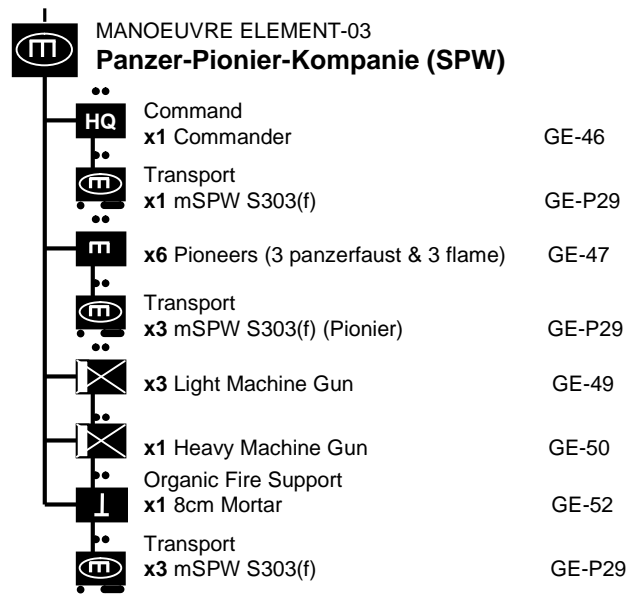 MANOEUVRE ELEMENT-03
Panzer-Pionier-Kompanie (SPW)
Command
HQ x1 Commander GE-46
Transport
x1 mSPW S303(f) GE-P29
x6 Pioneers (3 panzerfaust & 3 flame) GE-47
Transport
x3 mSPW S303(f) (Pionier) GE-P29
x3 Light Machine Gun GE-49
x1 Heavy Machine Gun GE-50
Organic Fire Support
x1 8cm Mortar GE-52
Transport
x3 mSPW S303(f) GE-P29